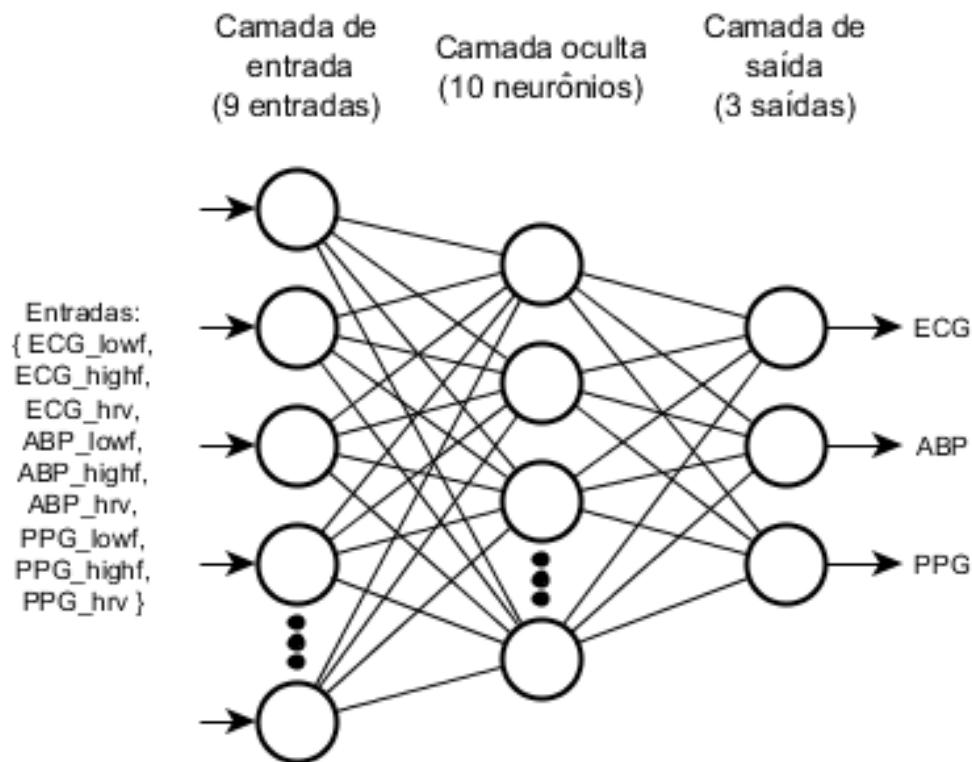 Camada de
entrada
(9 entradas)
Camada oculta
(10 neurônios)
Camada de
saída
(3 saídas)
Entradas:
{ ECG_lowf,
ECG_highf,
ECG_hrv,
ABP_lowf,
ABP_highf,
ABP_hrv,
PPG_lowf,
PPG_highf,
PPG_hrv }
ECG
ABP
PPG